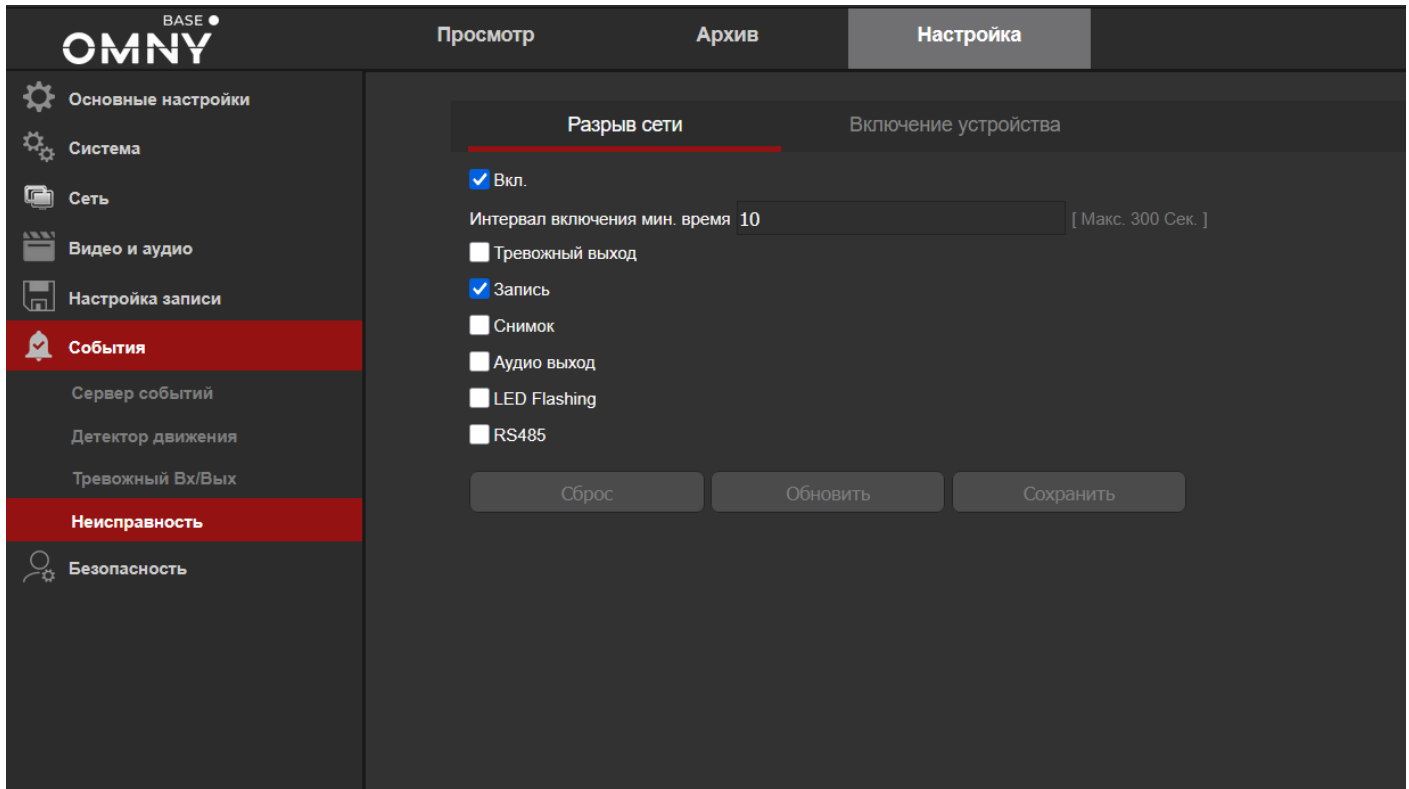 BASE
OMNY
Просмотр Архив Настройка
Основные настройки
Система
Сеть
Видео и аудио
Настройка записи
События
Сервер событий
Детектор движения
Тревожный Вх/Вых
Неисправность
Безопасность
Разрыв сети Включение устройства
Вкл.
Интервал включения мин. время 10 [ Макс. 300 Сек. ]
Тревожный выход
Запись
Снимок
Аудио выход
LED Flashing
RS485
Сброс Обновить Сохранить